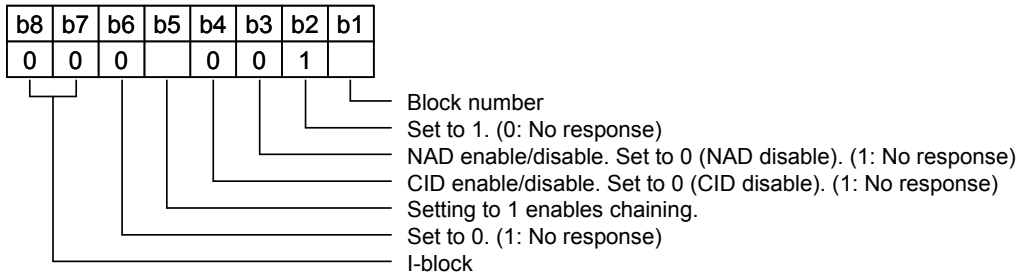 b8 b7 b6 b5 b4 b3 b2 b1
0 0 0 0 0 1
Block number
Set to 1. (0: No response)
NAD enable/disable. Set to 0 (NAD disable). (1: No response)
CID enable/disable. Set to 0 (CID disable). (1: No response)
Setting to 1 enables chaining.
Set to 0. (1: No response)
I-block